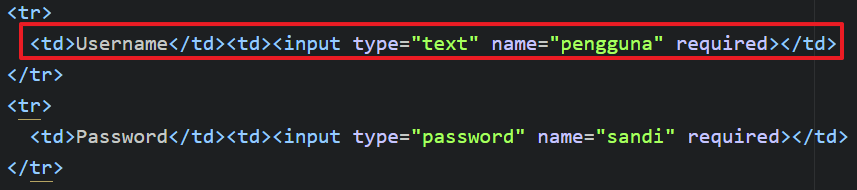 <tr>
<td>Username</td><td><input type="text" name="pengguna" required></td>
</tr>
<tr>
<td>Password</td><td><input type="password" name="sandi" required></td>
</tr>